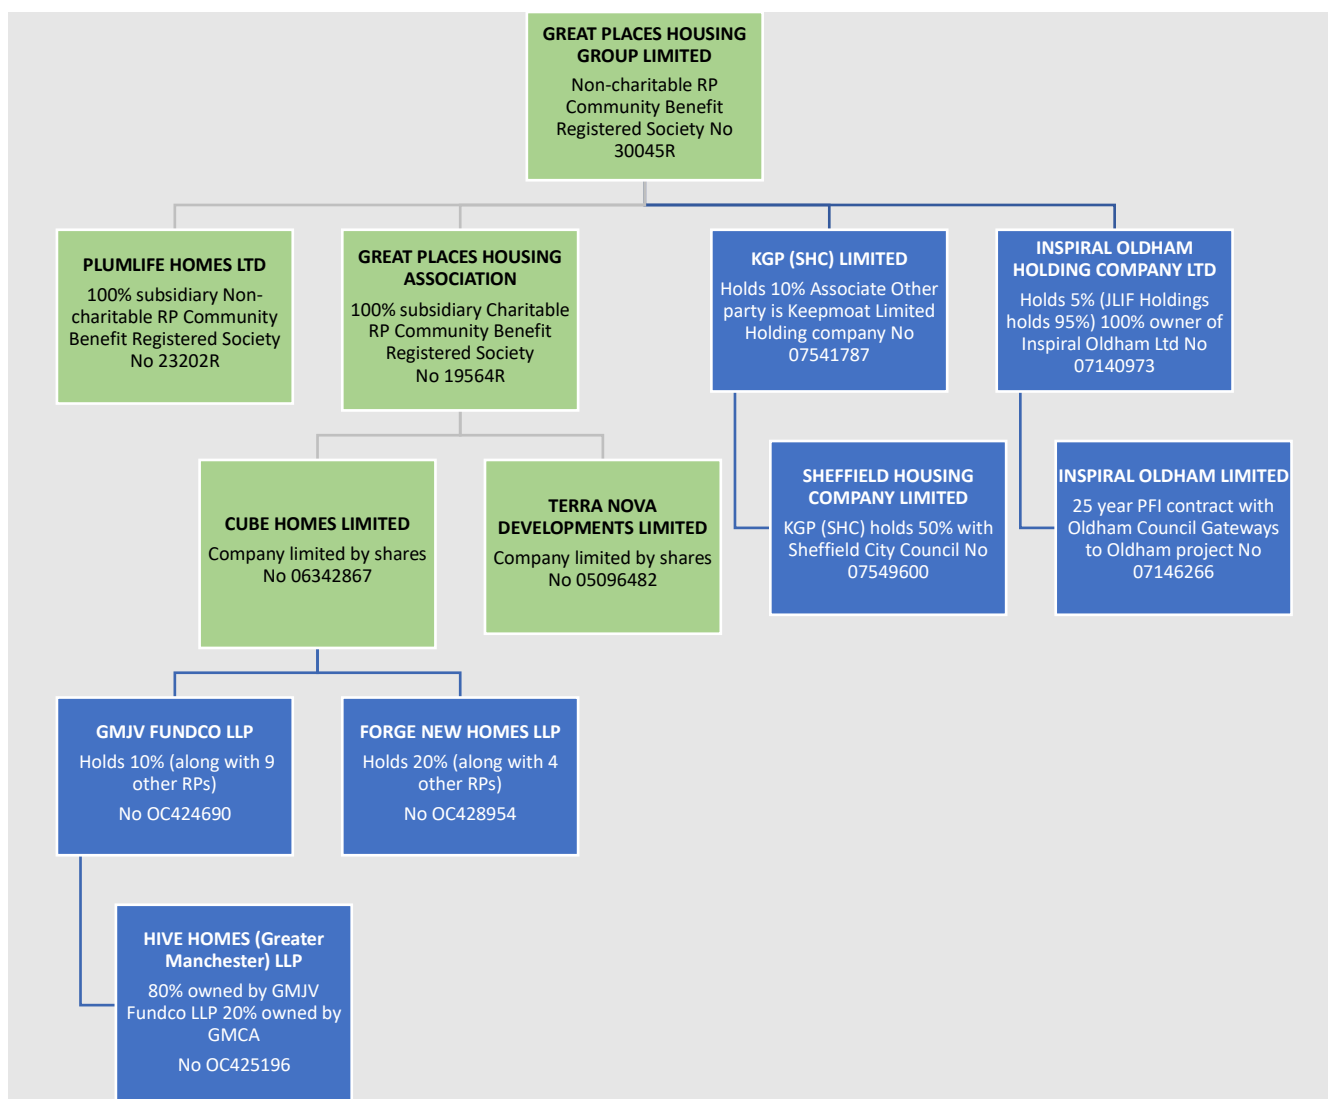 GREAT PLACES HOUSING
GROUP LIMITED
Non-charitable RP
Community Benefit
Registered Society No
30045R
PLUMLIFE HOMES LTD
100% subsidiary Non-
charitable RP Community
Benefit Registered Society
No 23202R
GREAT PLACES HOUSING
ASSOCIATION
100% subsidiary Charitable
RP Community Benefit
Registered Society
No 19564R
KGP (SHC) LIMITED
Holds 10% Associate Other
party is Keepmoat Limited
Holding company No
07541787
INSPIRAL OLDHAM
HOLDING COMPANY LTD
Holds 5% (JLIF Holdings
holds 95%) 100% owner of
Inspiral Oldham Ltd No
07140973
CUBE HOMES LIMITED
Company limited by shares
No 06342867
TERRA NOVA
DEVELOPMENTS LIMITED
Company limited by shares
No 05096482
SHEFFIELD HOUSING
COMPANY LIMITED
KGP (SHC) holds 50% with
Sheffield City Council No
07549600
INSPIRAL OLDHAM LIMITED
25 year PFI contract with
Oldham Council Gateways
to Oldham project No
07146266
GMJV FUNDCO LLP
Holds 10% (along with 9
other RPs)
No OC424690
FORGE NEW HOMES LLP
Holds 20% (along with 4
other RPs)
No OC428954
HIVE HOMES (Greater
Manchester) LLP
80% owned by GMJV
Fundco LLP 20% owned by
GMCA
No OC425196